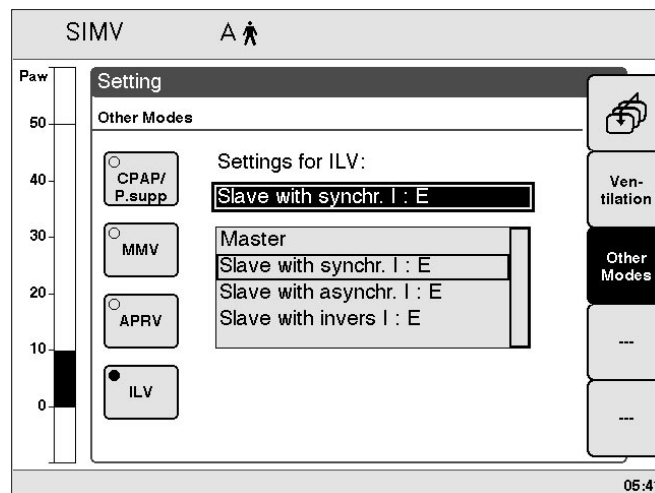 SIMV A
Paw
Setting
Other Modes
50
40
30
20
10
0
CPAP/
P.supp
MMV
APRV
ILV
Settings for ILV:
Slave with synchr. I : E
Master
Slave with synchr. I : E
Slave with asynchr. I : E
Slave with invers I : E
Ven-
tilation
Other
Modes
---
---